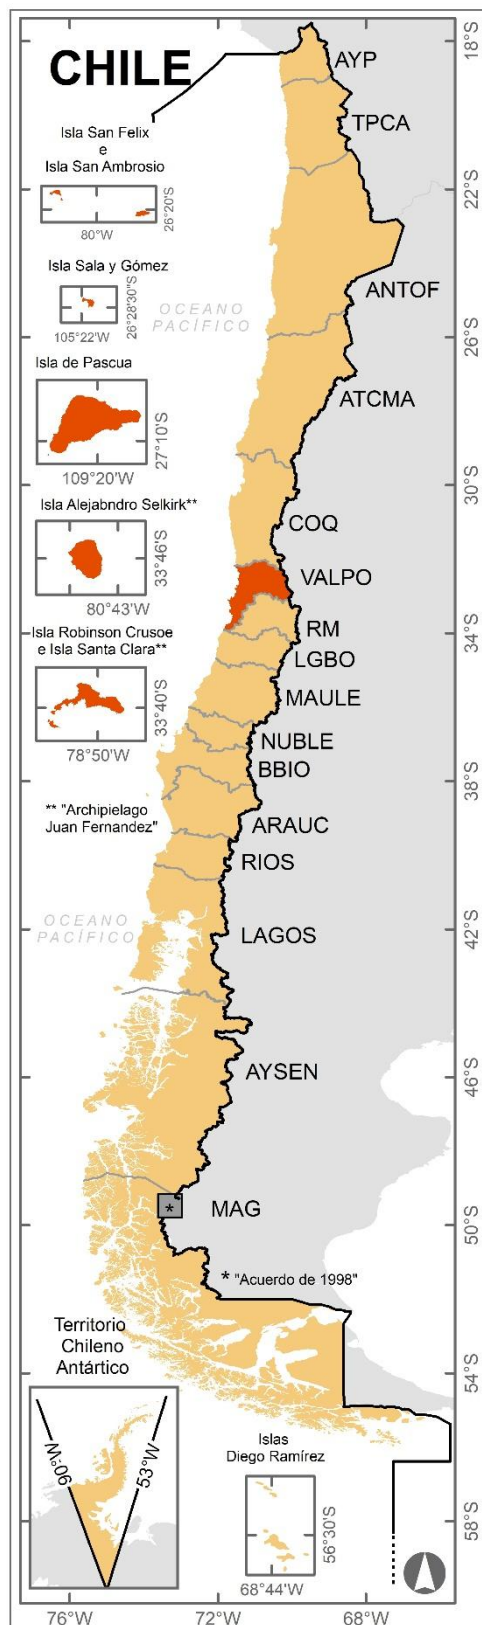 CHILE
18°S
AYP
TPCA
Isla San Felix
e
Isla San Ambrosio
26°20'S
80°W
22°S
Isla Sala y Gómez
26°28'30"S
105°22'W
OCEANO
PACÍFICO
ANTOF
26°S
Isla de Pascua
27°10'S
109°20'W
ATCMA
30°S
Isla Alejabndro Selkirk**
33°46'S
80°43'W
COQ
VALPO
Isla Robinson Crusoe
e Isla Santa Clara**
33°40'S
78°50'W
34°S
RM
LGBO
MAULE
NUBLE
BBIO
38°S
** "Archipielago
Juan Fernandez"
ARAUC
RIOS
OCEANO
PACÍFICO
LAGOS
42°S
AYSEN
46°S
*
MAG
50°S
* "Acuerdo de 1998"
Territorio
Chileno
Antártico
90°W
53°W
54°S
Islas
Diego Ramírez
56°30'S
68°44'W
58°S
76°W
72°W
68°W